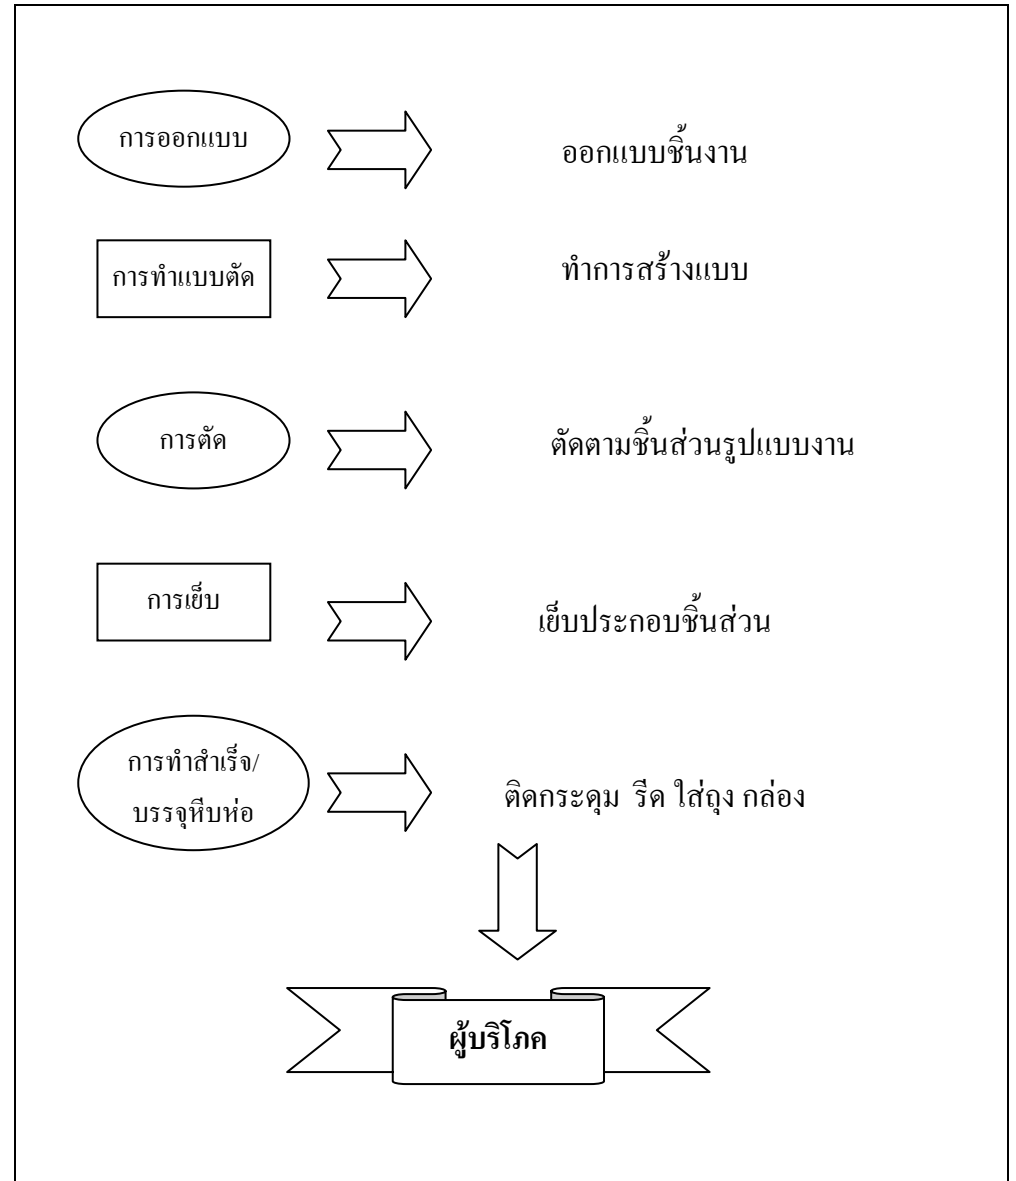 การออกแบบ
ออกแบบชิ้นงาน
การทำแบบตัด
ทำการสร้างแบบ
การตัด
ตัดตามชิ้นส่วนรูปแบบงาน
การเย็บ
เย็บประกอบชิ้นส่วน
การทำสำเร็จ/
บรรจุหีบห่อ
ติดกระดุม รีด ใส่ถุง กล่อง
ผู้บริโภค